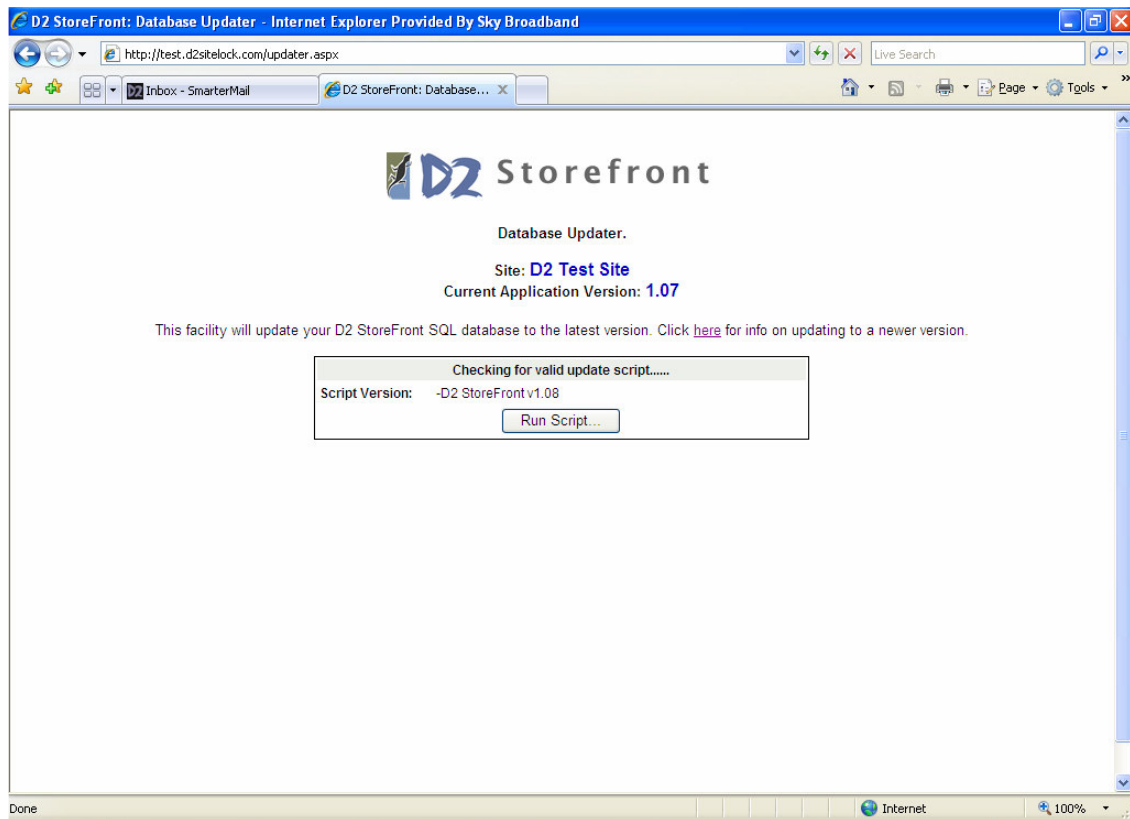 D2 StoreFront: Database Updater - Internet Explorer Provided By Sky Broadband
http://test.d2sitelock.com/updater.aspx
Live Search
D2 Inbox - SmarterMail
D2 StoreFront: Database... X
Page
Tools
»
D2 Storefront
Database Updater.
Site: D2 Test Site
Current Application Version: 1.07
This facility will update your D2 StoreFront SQL database to the latest version. Click here for info on updating to a newer version.
Checking for valid update script......
Script Version: -D2 StoreFront v1.08
Run Script...
Done
Internet
100%